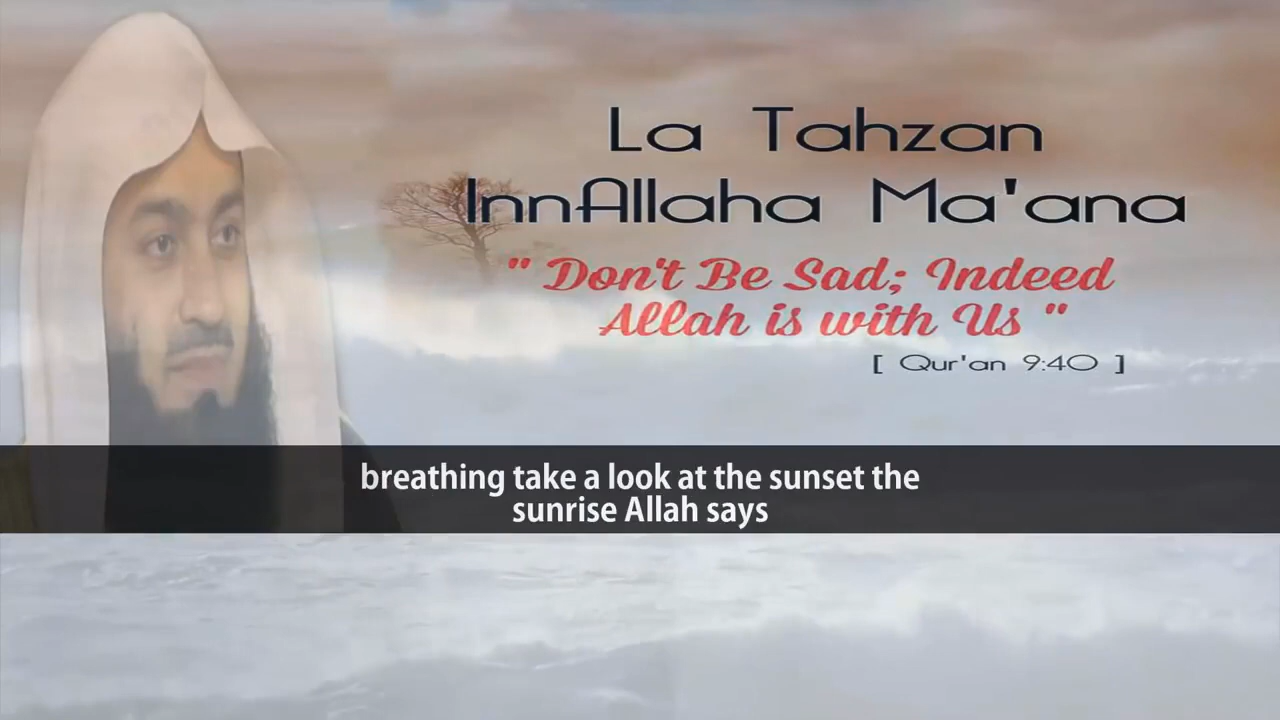 La Tahzan
InnAllaha Ma'ana
" Don't Be Sad; Indeed
Allah is with Us "
[ Qur'an 9:40 ]
breathing take a look at the sunset the
sunrise Allah says